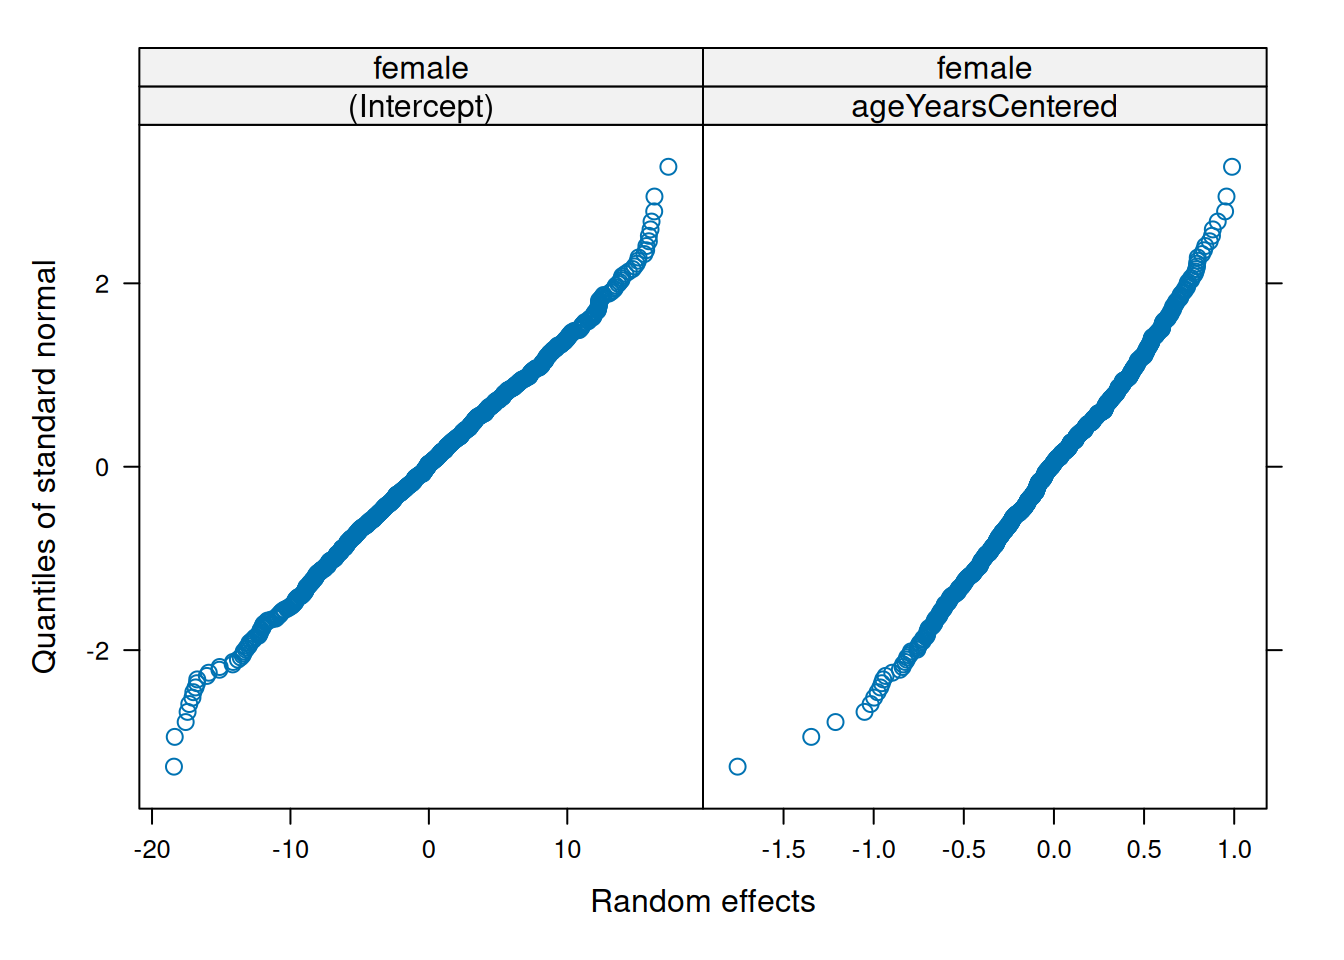 female female
(Intercept) ageYearsCentered
Quantiles of standard normal
2
0
-2
-20 -10 0 10 -1.5 -1.0 -0.5 0.0 0.5 1.0
Random effects